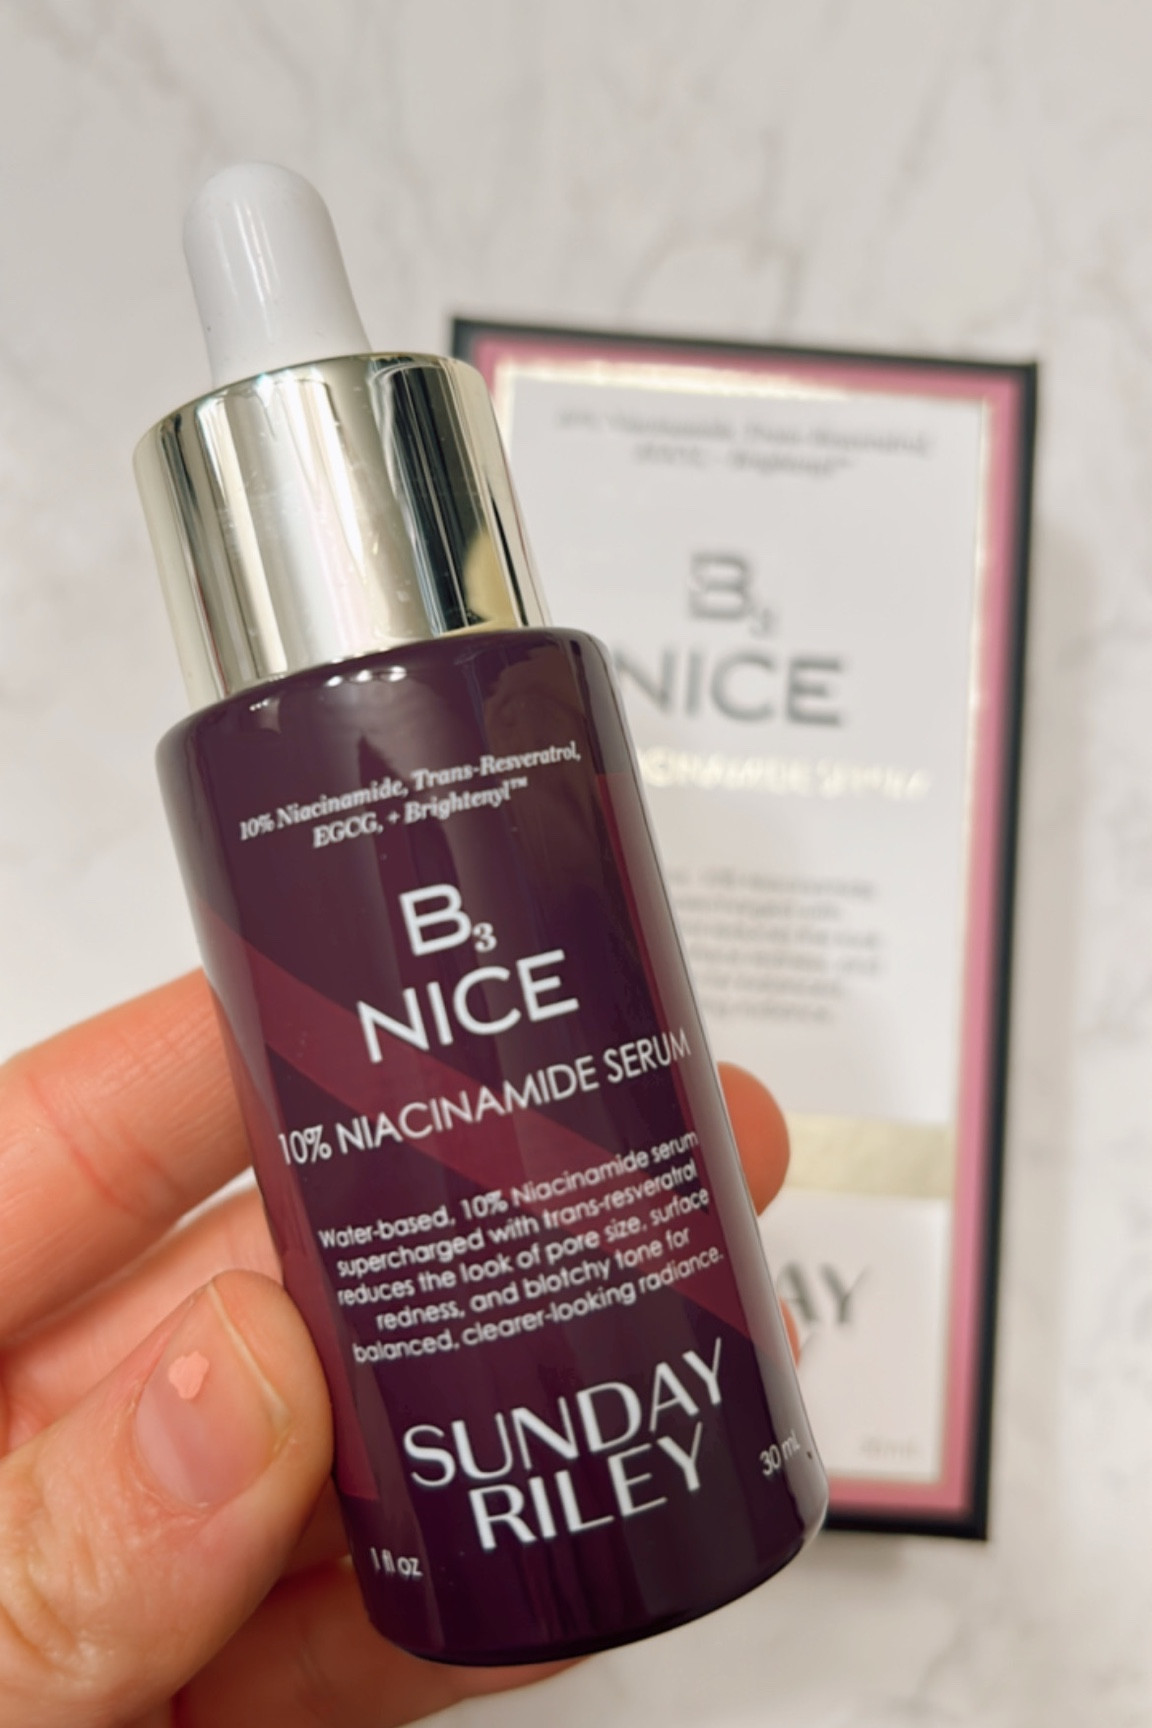 10% Niacinamide, Trans-Resveratrol,
EGCG, + Brightenyl™
B₃
NICE
10% NIACINAMIDE SERUM
Water-based, 10% Niacinamide serum
supercharged with trans-resveratrol
reduces the look of pore size, surface
redness, and blotchy tone for
balanced, clearer-looking radiance.
SUNDAY
RILEY
1 fl oz
30 mL
B₃
NICE
AY